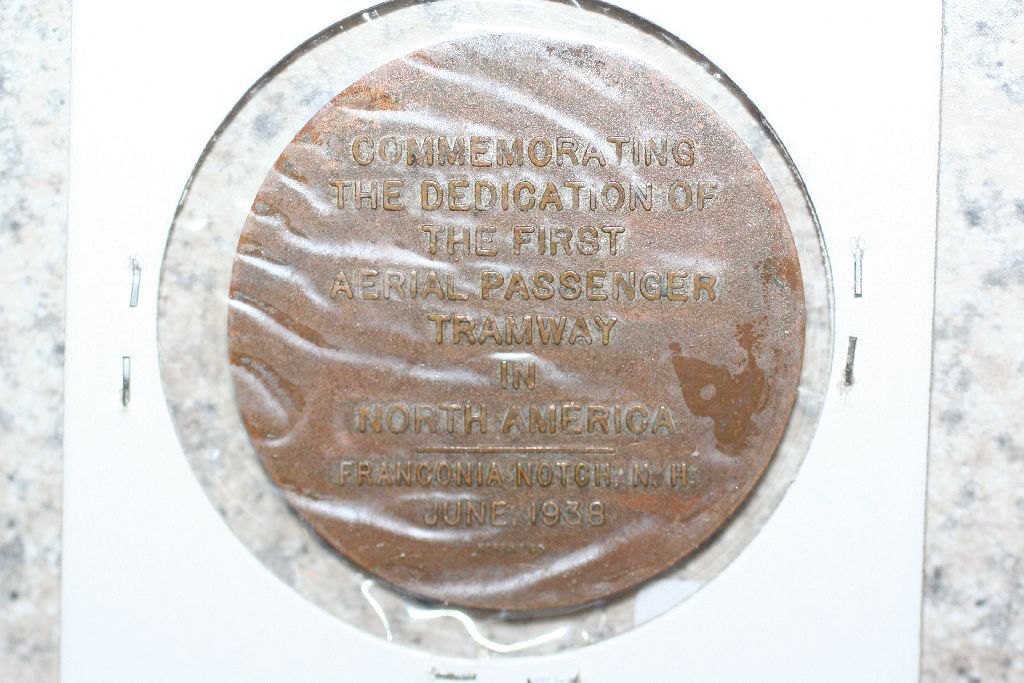 COMMEMORATING
THE DEDICATION OF
THE FIRST
AERIAL PASSENGER
TRAMWAY
IN
NORTH AMERICA
FRANCONIA NOTCH, N. H.
JUNE, 1938